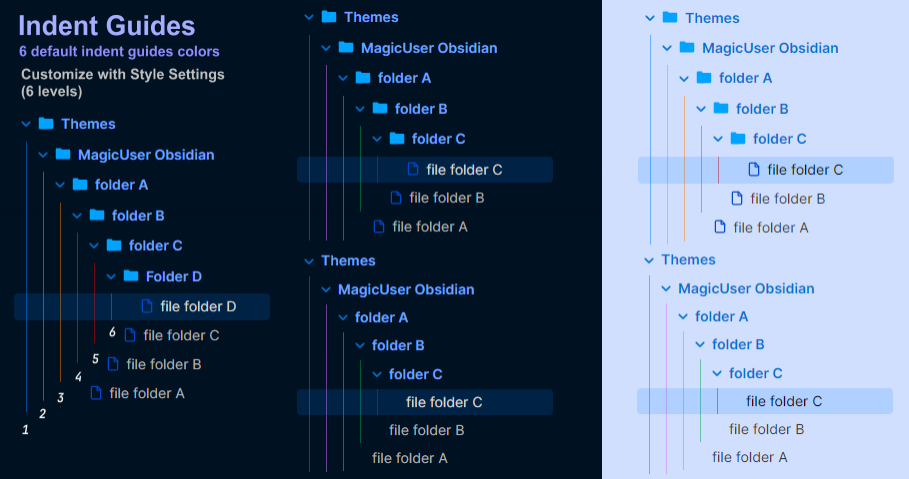 Indent Guides
6 default indent guides colors
Customize with Style Settings
(6 levels)
Themes
MagicUser Obsidian
folder A
folder B
folder C
Folder D
file folder D
file folder C
file folder B
file folder A
6
5
4
3
2
1
Themes
MagicUser Obsidian
folder A
folder B
folder C
file folder C
file folder B
file folder A
Themes
MagicUser Obsidian
folder A
folder B
folder C
file folder C
file folder B
file folder A
Themes
MagicUser Obsidian
folder A
folder B
folder C
file folder C
file folder B
file folder A
Themes
MagicUser Obsidian
folder A
folder B
folder C
file folder C
file folder B
file folder A